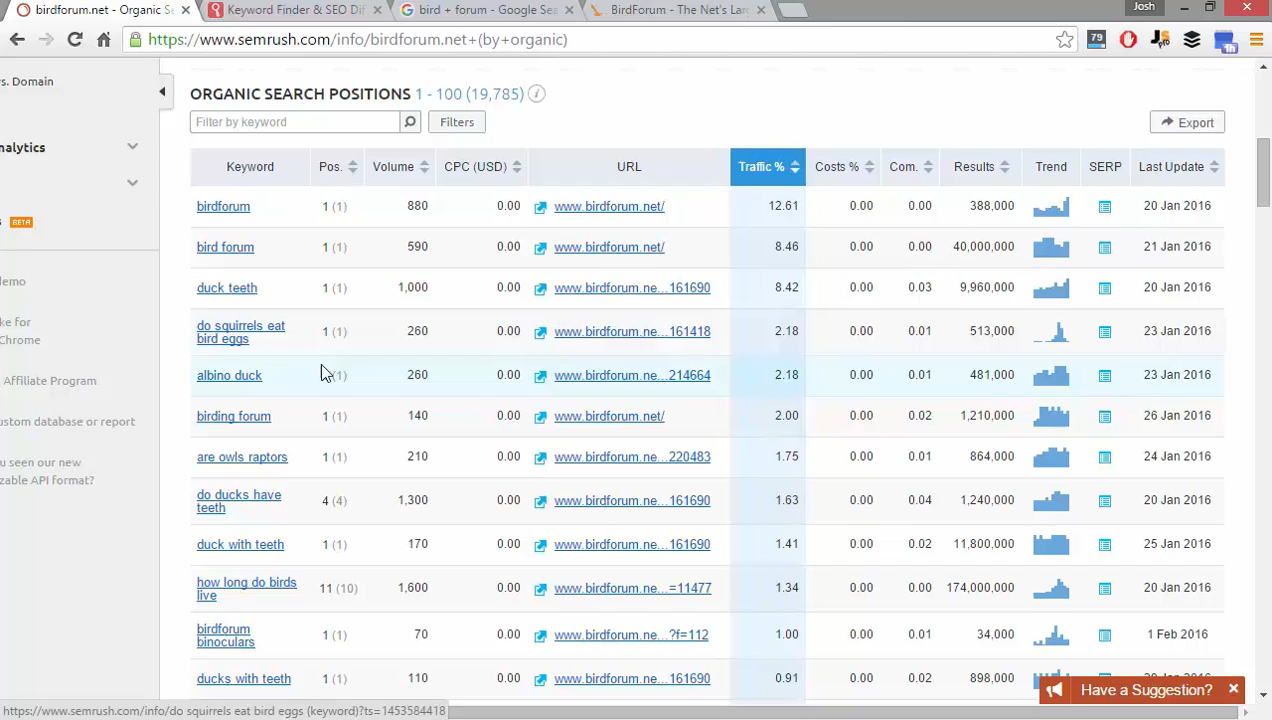 birdforum.net - Organic Se
Keyword Finder & SEO Dif
bird + forum - Google Sea
BirdForum - The Net's Larg
Josh
https://www.semrush.com/info/birdforum.net+(by+organic)
79
1h
s. Domain
nalytics
s BETA
emo
ke for
Chrome
Affiliate Program
ustom database or report
u seen our new
zable API format?
ORGANIC SEARCH POSITIONS 1 - 100 (19,785) i
Filter by keyword
Filters
Export
Keyword Pos. Volume CPC (USD) URL Traffic % Costs % Com. Results Trend SERP Last Update
birdforum 1 (1) 880 0.00 www.birdforum.net/ 12.61 0.00 0.00 388,000 20 Jan 2016
bird forum 1 (1) 590 0.00 www.birdforum.net/ 8.46 0.00 0.00 40,000,000 21 Jan 2016
duck teeth 1 (1) 1,000 0.00 www.birdforum.ne...161690 8.42 0.00 0.03 9,960,000 20 Jan 2016
do squirrels eat
bird eggs 1 (1) 260 0.00 www.birdforum.ne...161418 2.18 0.00 0.01 513,000 23 Jan 2016
albino duck (1) 260 0.00 www.birdforum.ne...214664 2.18 0.00 0.01 481,000 23 Jan 2016
birding forum 1 (1) 140 0.00 www.birdforum.net/ 2.00 0.00 0.02 1,210,000 26 Jan 2016
are owls raptors 1 (1) 210 0.00 www.birdforum.ne...220483 1.75 0.00 0.01 864,000 24 Jan 2016
do ducks have
teeth 4 (4) 1,300 0.00 www.birdforum.ne...161690 1.63 0.00 0.04 1,240,000 20 Jan 2016
duck with teeth 1 (1) 170 0.00 www.birdforum.ne...161690 1.41 0.00 0.02 11,800,000 25 Jan 2016
how long do birds
live 11 (10) 1,600 0.00 www.birdforum.ne...=11477 1.34 0.00 0.04 174,000,000 20 Jan 2016
birdforum
binoculars 1 (1) 70 0.00 www.birdforum.ne...?f=112 1.00 0.00 0.01 34,000 1 Feb 2016
ducks with teeth 1 (1) 110 0.00 www.birdforum.ne...161690 0.91 0.00 0.02 898,000
Have a Suggestion?
https://www.semrush.com/info/do squirrels eat bird eggs (keyword)?ts=1453584418